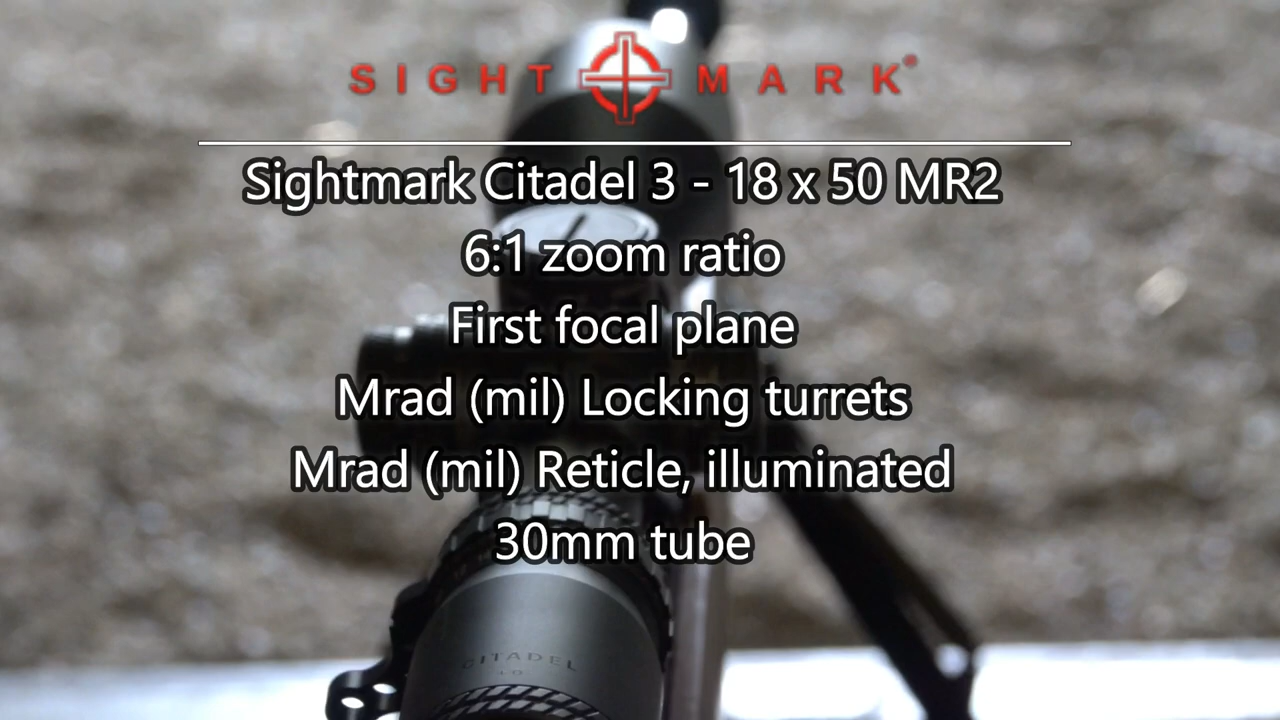 SIGHT MARK®
Sightmark Citadel 3 - 18 x 50 MR2
6:1 zoom ratio
First focal plane
Mrad (mil) Locking turrets
Mrad (mil) Reticle, illuminated
30mm tube
CITADEL